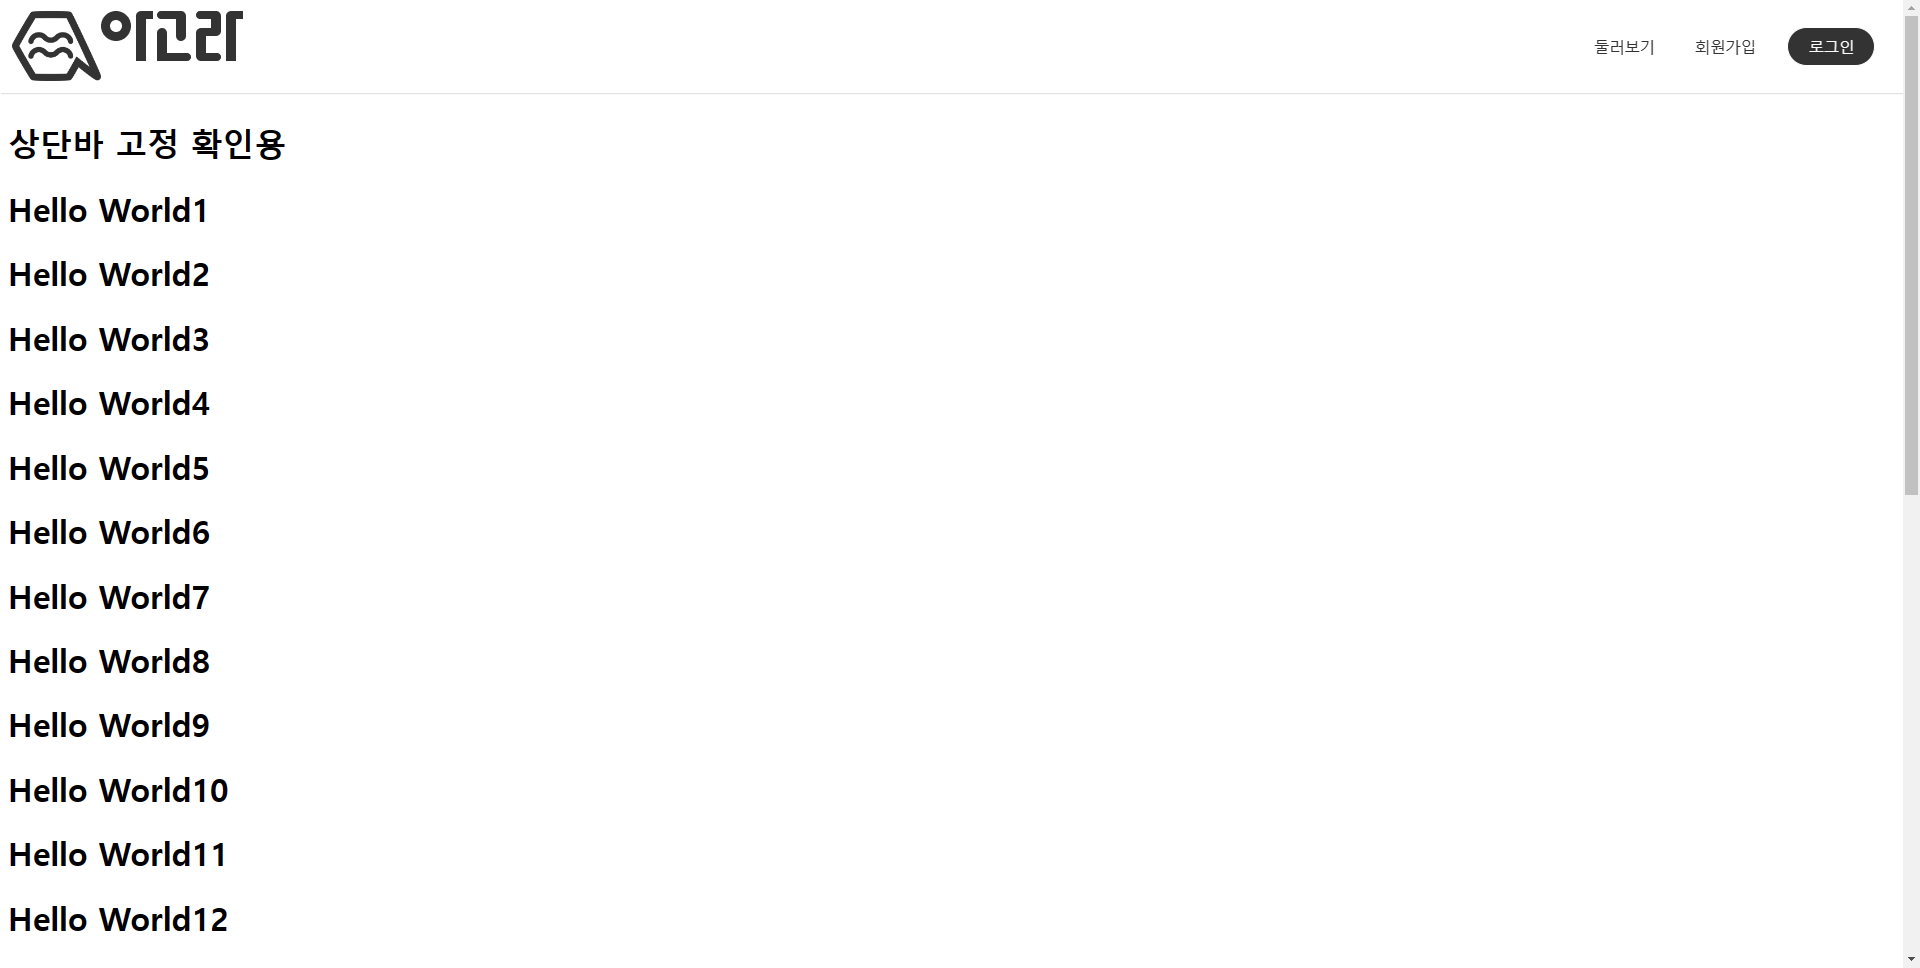 아고라
둘러보기 회원가입 로그인
상단바 고정 확인용
Hello World1
Hello World2
Hello World3
Hello World4
Hello World5
Hello World6
Hello World7
Hello World8
Hello World9
Hello World10
Hello World11
Hello World12